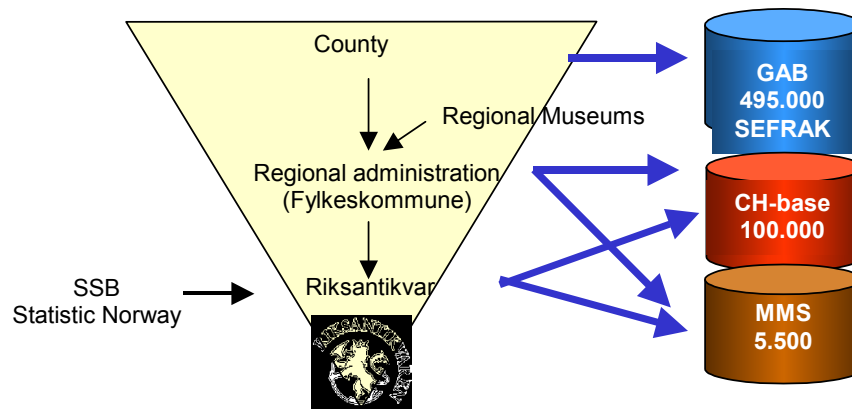 County
Regional Museums
Regional administration
(Fylkeskommune)
Riksantikvar
SSB
Statistic Norway
RIKSANTIKVAREN
GAB
495.000
SEFRAK
CH-base
100.000
MMS
5.500